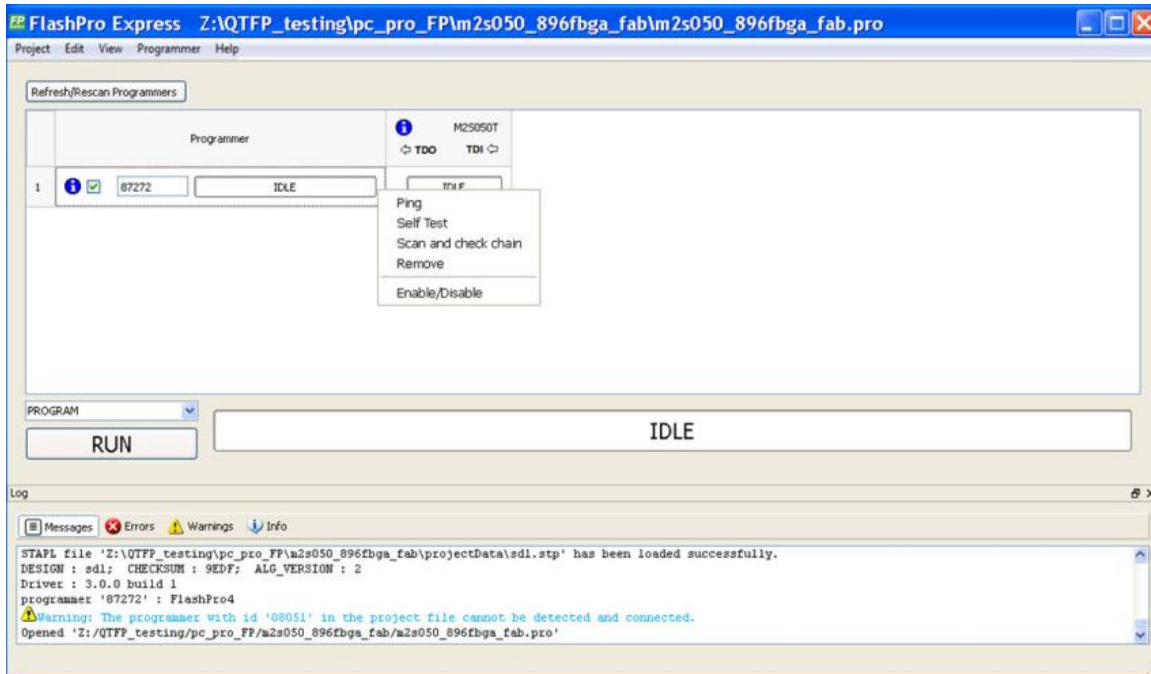 FP FlashPro Express Z:\QTFP_testing\pc_pro_FP\m2s050_896fbga_fab\m2s050_896fbga_fab.pro
Project Edit View Programmer Help
Refresh/Rescan Programmers
Programmer
M2S050T
TDO TDI
1 87272 IDLE IDLE
Ping
Self Test
Scan and check chain
Remove
Enable/Disable
PROGRAM
RUN
IDLE
Log
Messages Errors Warnings Info
STAPL file 'Z:\QTFP_testing\pc_pro_FP\m2s050_896fbga_fab\projectData\sdl.stp' has been loaded successfully.
DESIGN : sdl; CHECKSUM : 9EDF; ALG_VERSION : 2
Driver : 3.0.0 build 1
programmer '87272' : FlashPro4
Warning: The programmer with id '08051' in the project file cannot be detected and connected.
Opened 'Z:/QTFP_testing/pc_pro_FP/m2s050_896fbga_fab/m2s050_896fbga_fab.pro'